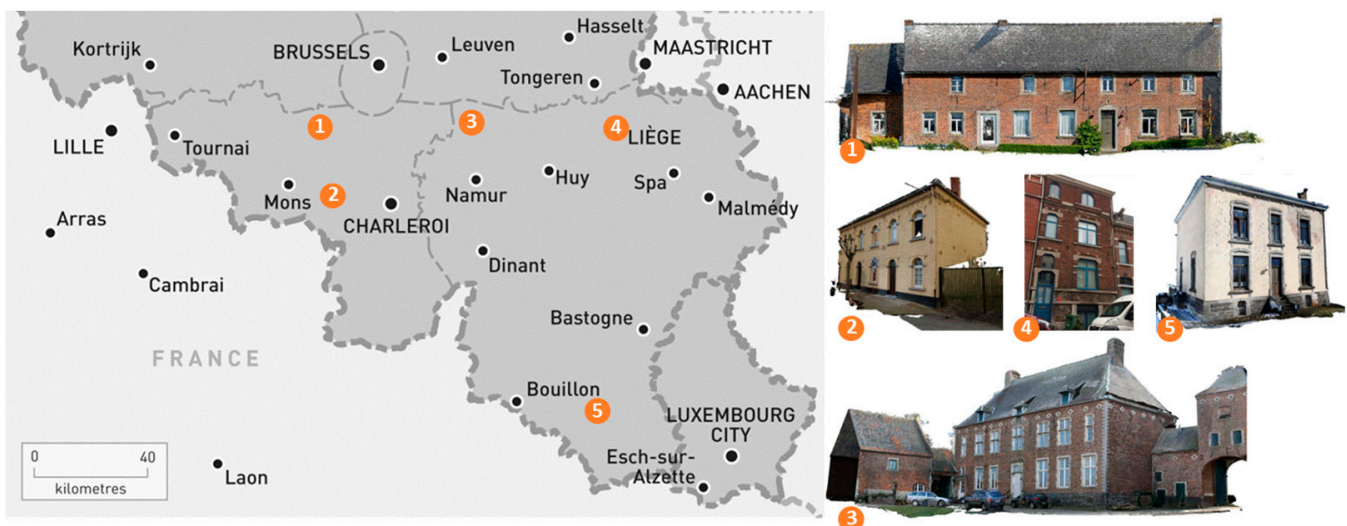 GERMANY
Hasselt
Kortrijk
BRUSSELS
Leuven
MAASTRICHT
Tongeren
AACHEN
1
3
4
LILLE
Tournai
LIÈGE
Mons
2
CHARLEROI
Namur
Huy
Spa
Malmédy
Arras
Dinant
Cambrai
Bastogne
FRANCE
Bouillon
5
LUXEMBOURG
CITY
Esch-sur-
Alzette
0 40
kilometres
Laon
1
2
4
5
3